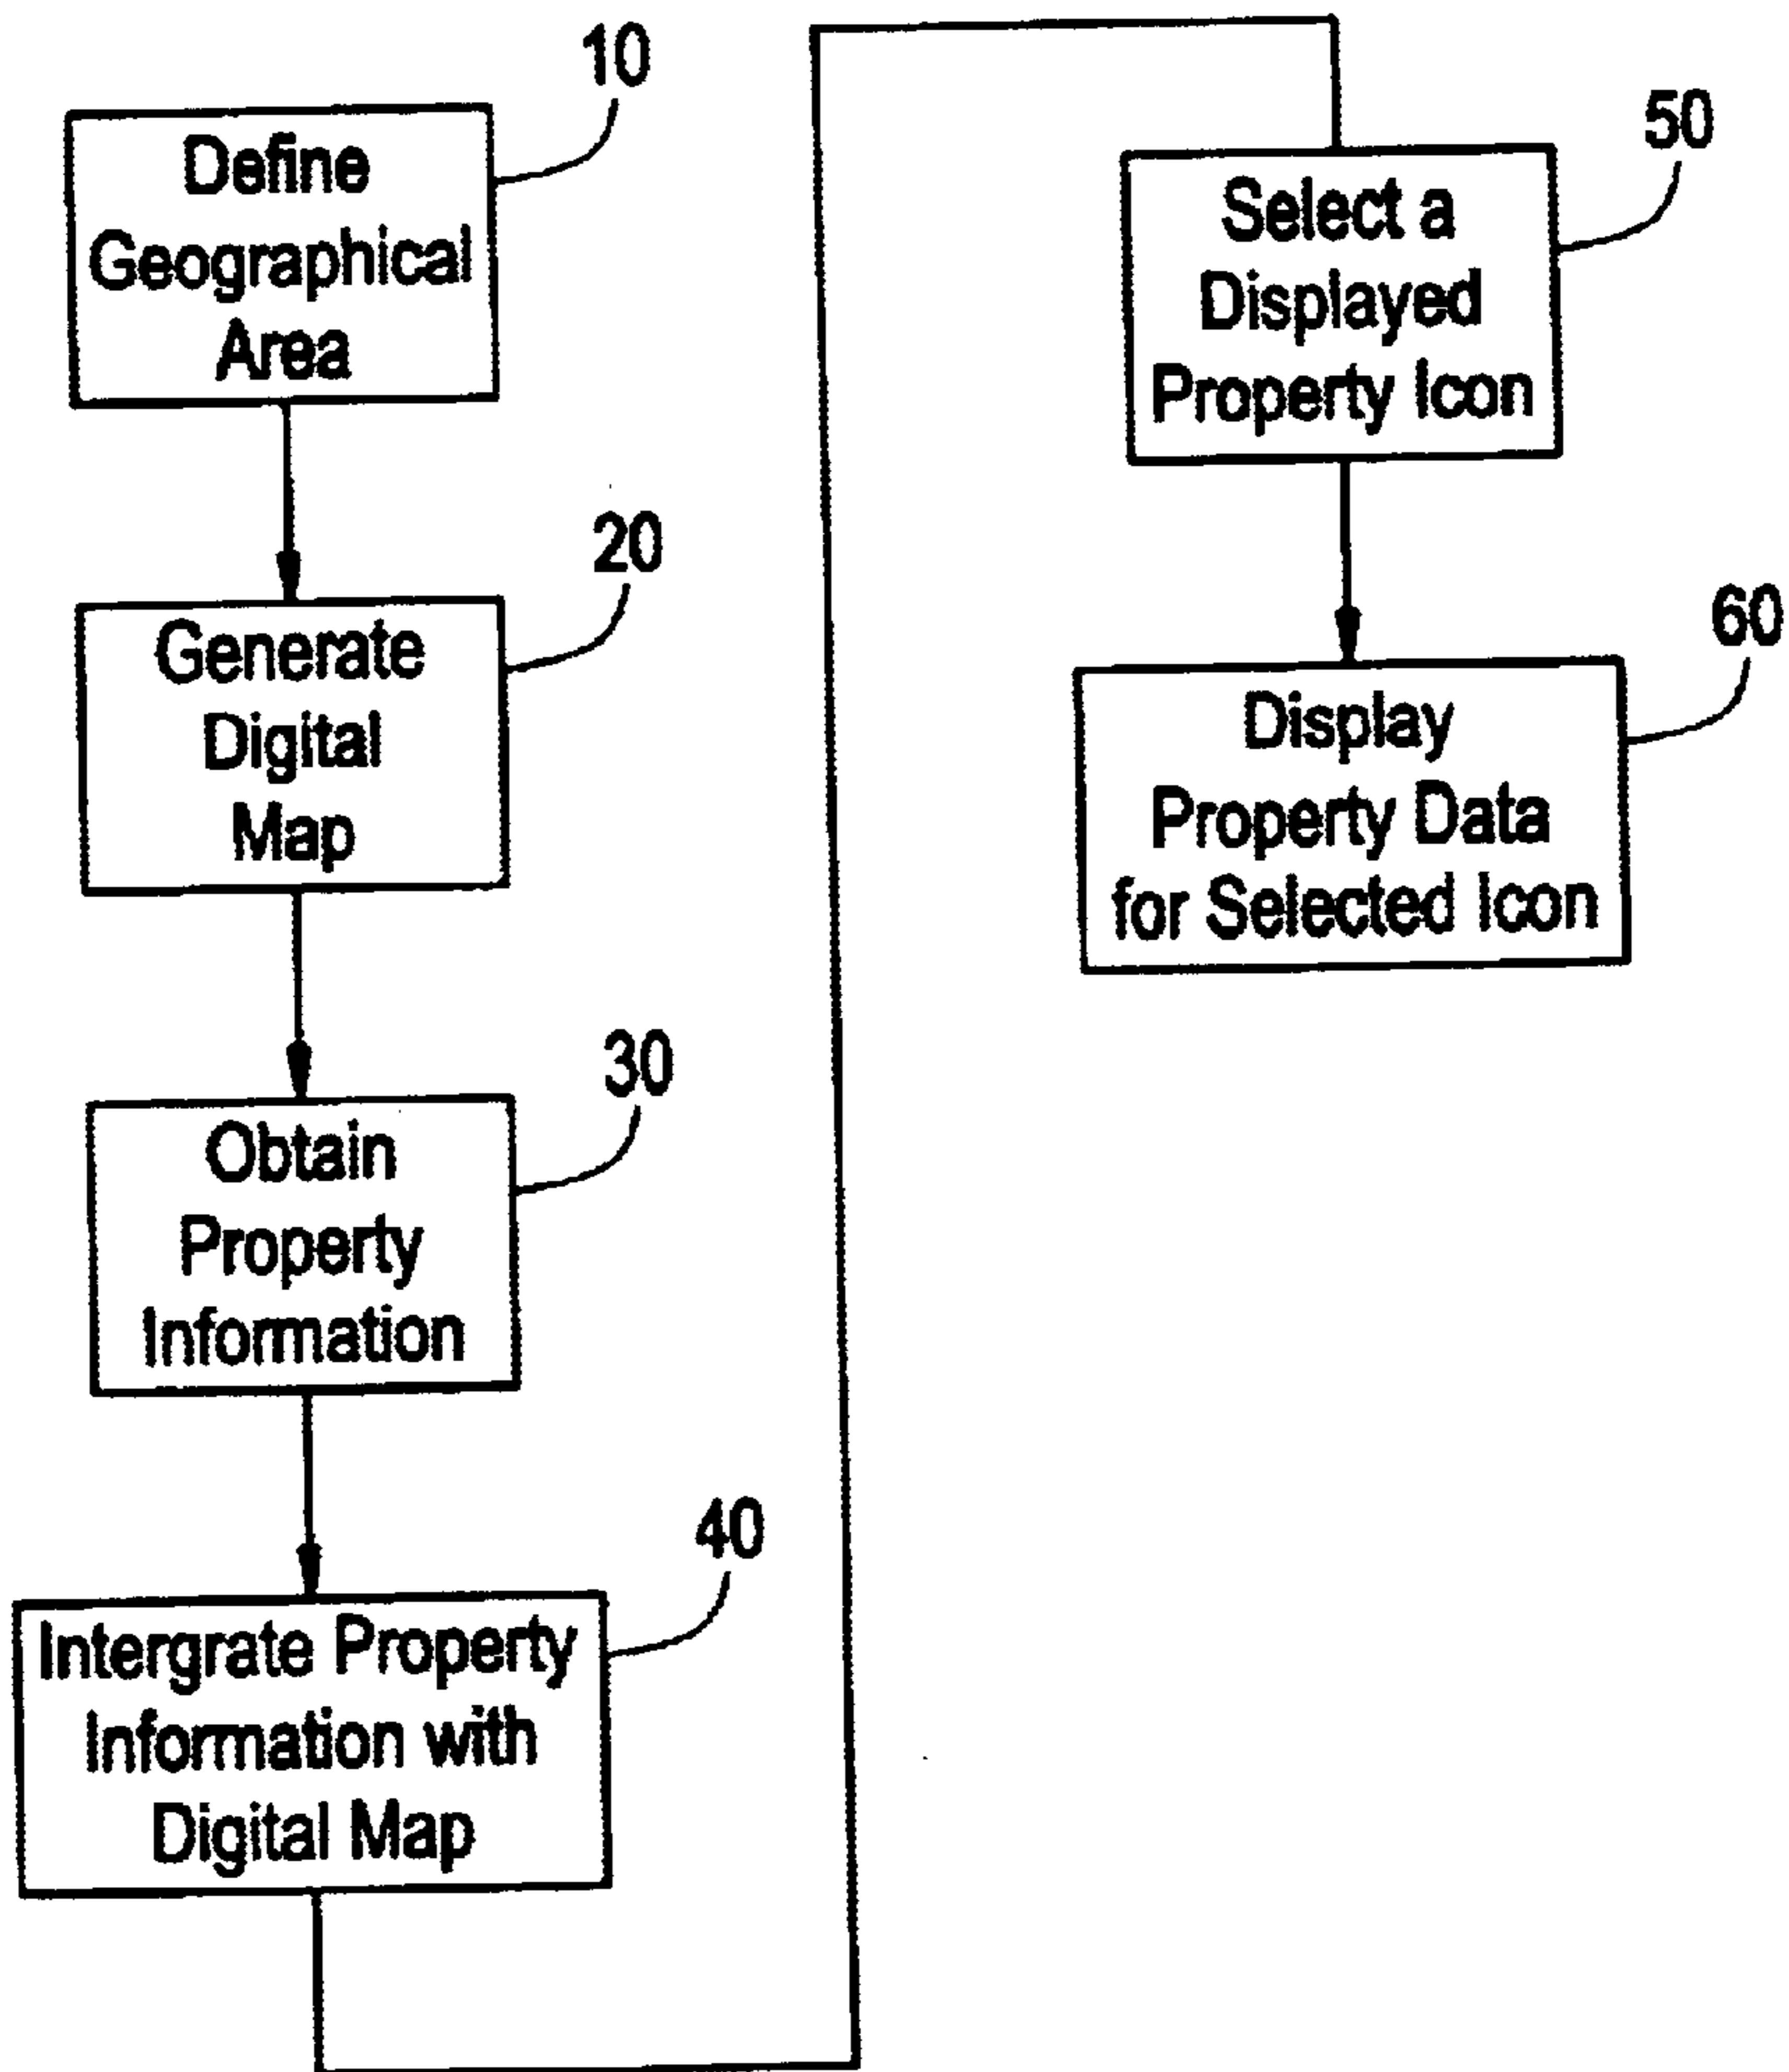 10
Define
Geographical
Area
20
Generate
Digital
Map
30
Obtain
Property
Information
40
Intergrate Property
Information with
Digital Map
50
Select a
Displayed
Property Icon
60
Display
Property Data
for Selected Icon